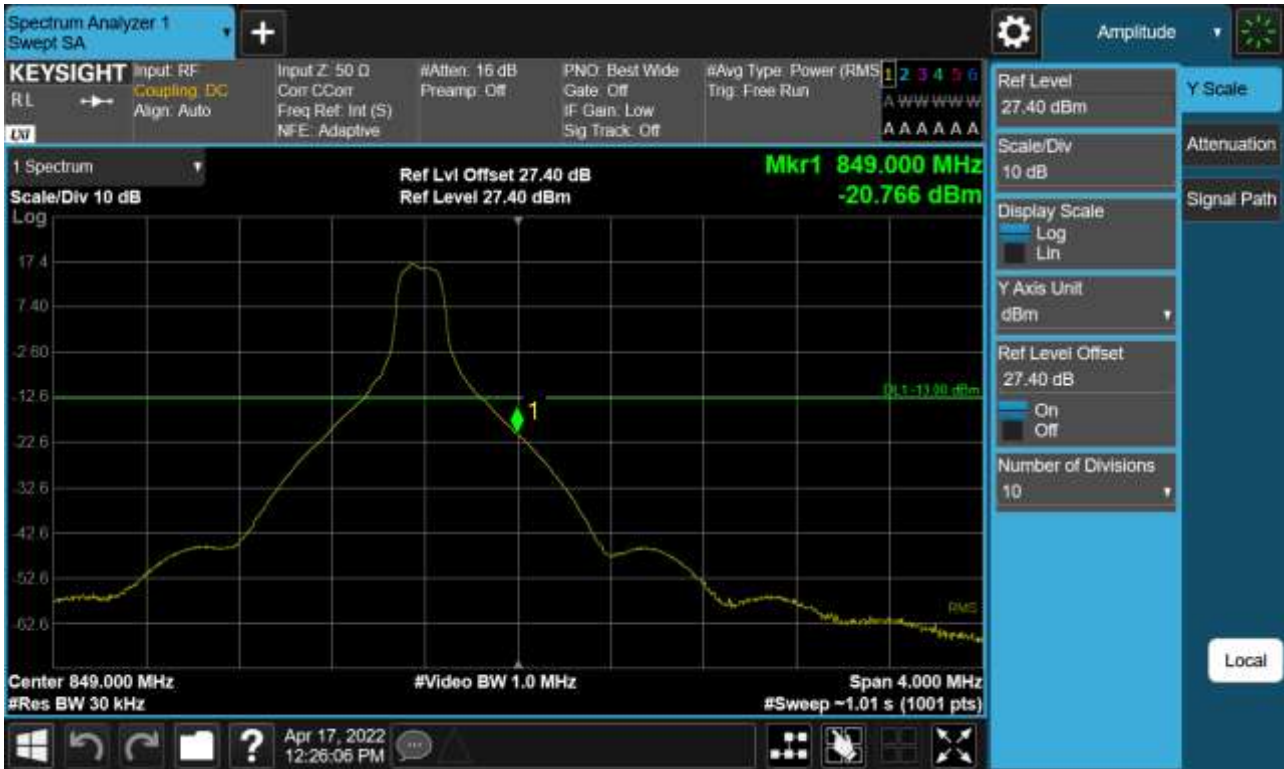 Spectrum Analyzer 1
Swept SA
+
Amplitude
KEYSIGHT
RL
LXI
Input: RF
Coupling: DC
Align: Auto
Input Z: 50 Ω
Corr CCorr
Freq Ref: Int (S)
NFE: Adaptive
#Atten: 16 dB
Preamp: Off
PNO: Best Wide
Gate: Off
IF Gain: Low
Sig Track: Off
#Avg Type: Power (RMS
Trig: Free Run
1 2 3 4 5 6
A W W W W W
A A A A A A
1 Spectrum
Scale/Div 10 dB
Log
Ref Lvl Offset 27.40 dB
Ref Level 27.40 dBm
Mkr1 849.000 MHz
-20.766 dBm
17.4
7.40
-2.60
-12.6
-22.6
-32.6
-42.6
-52.6
-62.6
DL1 -13.00 dBm
1
RMS
Center 849.000 MHz
#Video BW 1.0 MHz
Span 4.000 MHz
#Res BW 30 kHz
#Sweep ~1.01 s (1001 pts)
Ref Level
27.40 dBm
Scale/Div
10 dB
Display Scale
Log
Lin
Y Axis Unit
dBm
Ref Level Offset
27.40 dB
On
Off
Number of Divisions
10
Y Scale
Attenuation
Signal Path
Local
?
Apr 17, 2022
12:26:06 PM